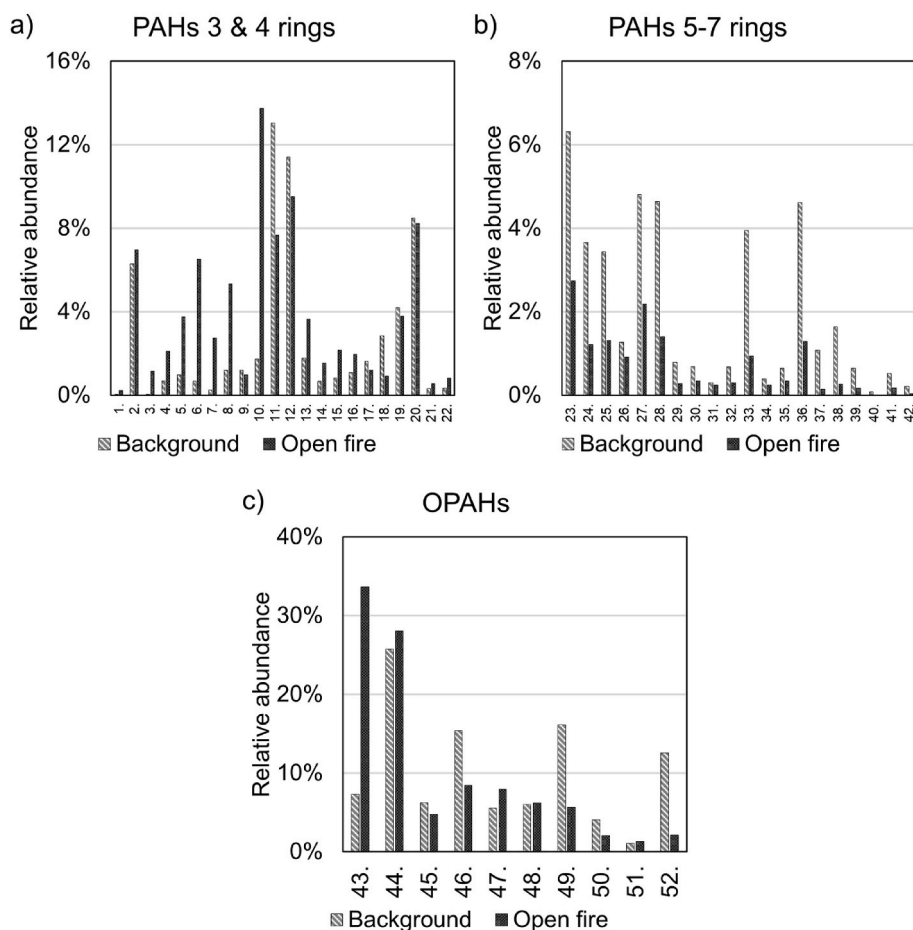 a) PAHs 3 & 4 rings
16%
12%
8%
4%
0%
Relative abundance
1. 2. 3. 4. 5. 6. 7. 8. 9. 10. 11. 12. 13. 14. 15. 16. 17. 18. 19. 20. 21. 22.
Background Open fire
b) PAHs 5-7 rings
8%
6%
4%
2%
0%
Relative abundance
23. 24. 25. 26. 27. 28. 29. 30. 31. 32. 33. 34. 35. 36. 37. 38. 39. 40. 41. 42.
Background Open fire
c) OPAHs
40%
30%
20%
10%
0%
Relative abundance
43. 44. 45. 46. 47. 48. 49. 50. 51. 52.
Background Open fire